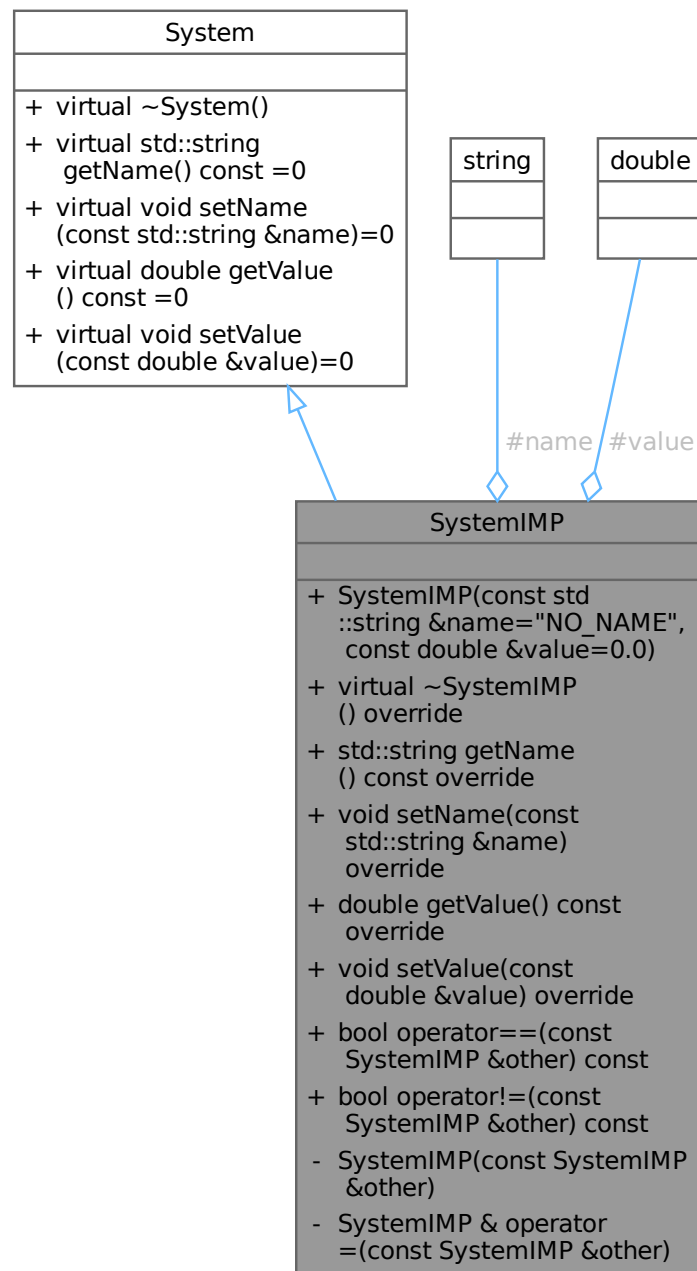 System
+ virtual ~System()
+ virtual std::string
getName() const =0
+ virtual void setName
(const std::string &name)=0
+ virtual double getValue
() const =0
+ virtual void setValue
(const double &value)=0
string
double
#name
#value
SystemIMP
+ SystemIMP(const std
::string &name="NO_NAME",
const double &value=0.0)
+ virtual ~SystemIMP
() override
+ std::string getName
() const override
+ void setName(const
std::string &name)
override
+ double getValue() const
override
+ void setValue(const
double &value) override
+ bool operator==(const
SystemIMP &other) const
+ bool operator!=(const
SystemIMP &other) const
- SystemIMP(const SystemIMP
&other)
- SystemIMP & operator
=(const SystemIMP &other)